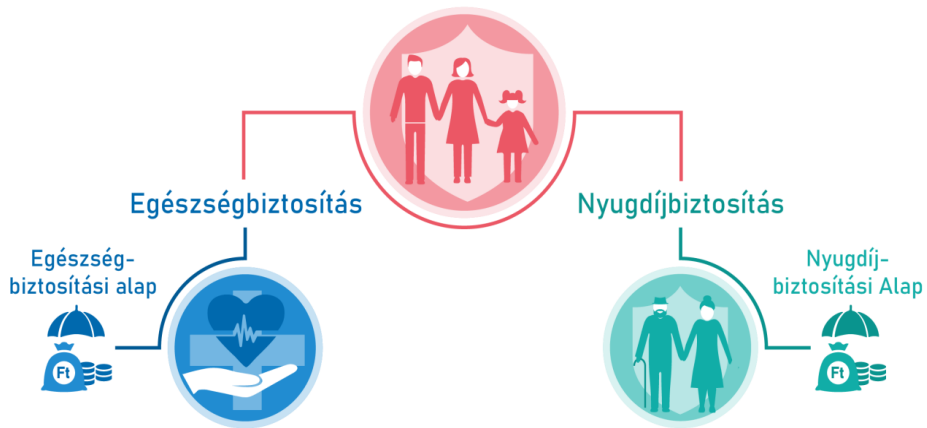 Egészségbiztosítás
Nyugdíjbiztosítás
Egészség-
biztosítási alap
Ft
Nyugdíj-
biztosítási Alap
Ft